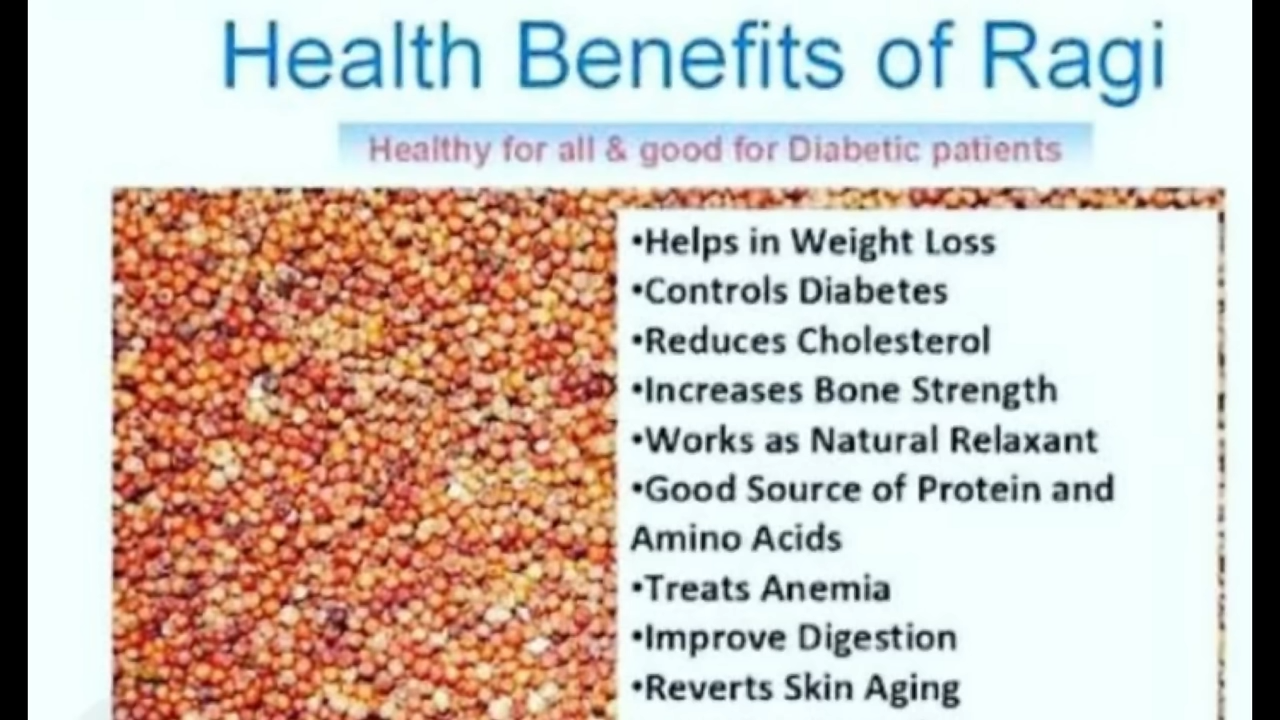 Health Benefits of Ragi
Healthy for all & good for Diabetic patients
•Helps in Weight Loss
•Controls Diabetes
•Reduces Cholesterol
•Increases Bone Strength
•Works as Natural Relaxant
•Good Source of Protein and
Amino Acids
•Treats Anemia
•Improve Digestion
•Reverts Skin Aging